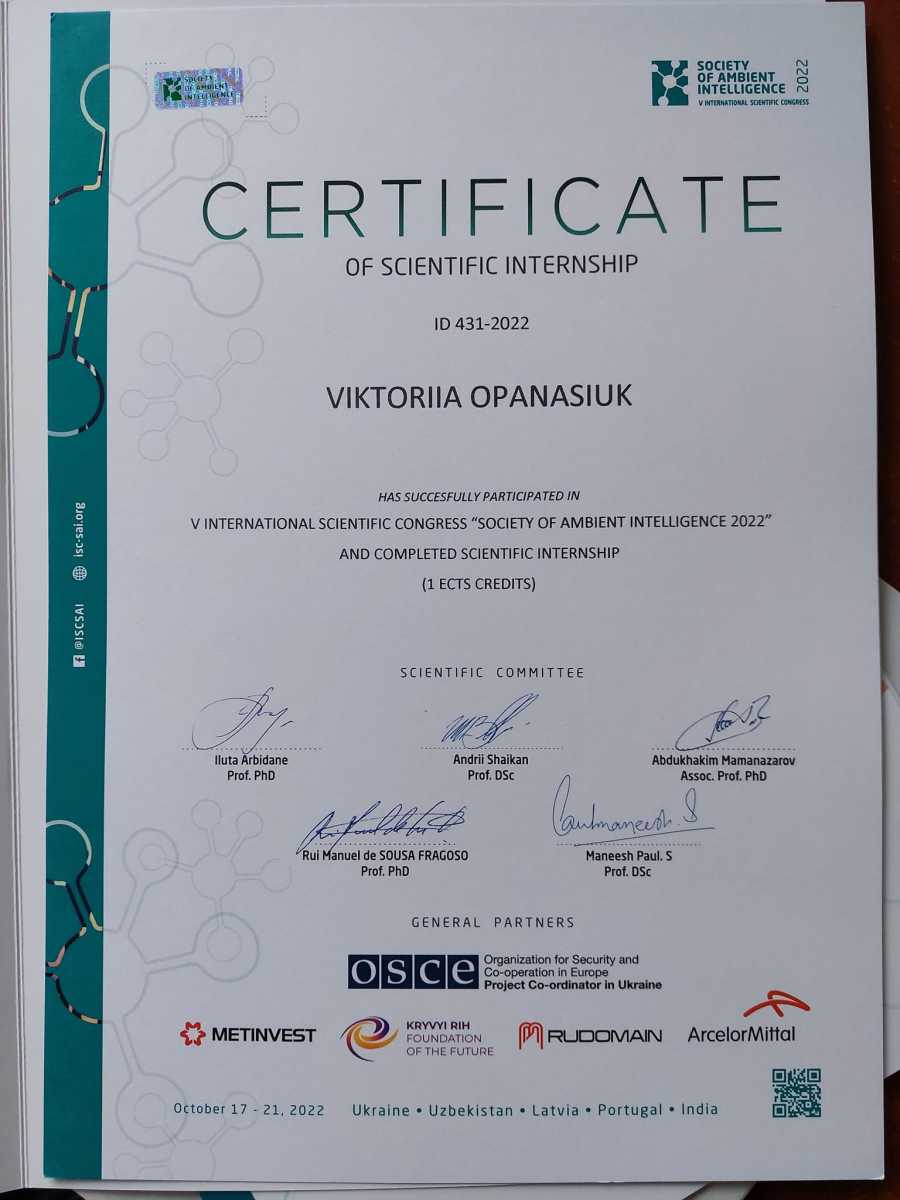 SOCIETY
OF AMBIENT
INTELLIGENCE
SOCIETY
OF AMBIENT
INTELLIGENCE
2022
V INTERNATIONAL SCIENTIFIC CONGRESS
CERTIFICATE
OF SCIENTIFIC INTERNSHIP
ID 431-2022
VIKTORIIA OPANASIUK
HAS SUCCESFULLY PARTICIPATED IN
V INTERNATIONAL SCIENTIFIC CONGRESS “SOCIETY OF AMBIENT INTELLIGENCE 2022”
AND COMPLETED SCIENTIFIC INTERNSHIP
(1 ECTS CREDITS)
@ISCSAI isc-sai.org
SCIENTIFIC COMMITTEE
Iluta Arbidane
Prof. PhD
Andrii Shaikan
Prof. DSc
Abdukhakim Mamanazarov
Assoc. Prof. PhD
Rui Manuel de SOUSA FRAGOSO
Prof. PhD
Paulmaneesh. S
Maneesh Paul. S
Prof. DSc
GENERAL PARTNERS
osce
Organization for Security and
Co-operation in Europe
Project Co-ordinator in Ukraine
METINVEST
KRYVYI RIH
FOUNDATION
OF THE FUTURE
RUDOMAIN
ArcelorMittal
October 17 - 21, 2022 Ukraine • Uzbekistan • Latvia • Portugal • India